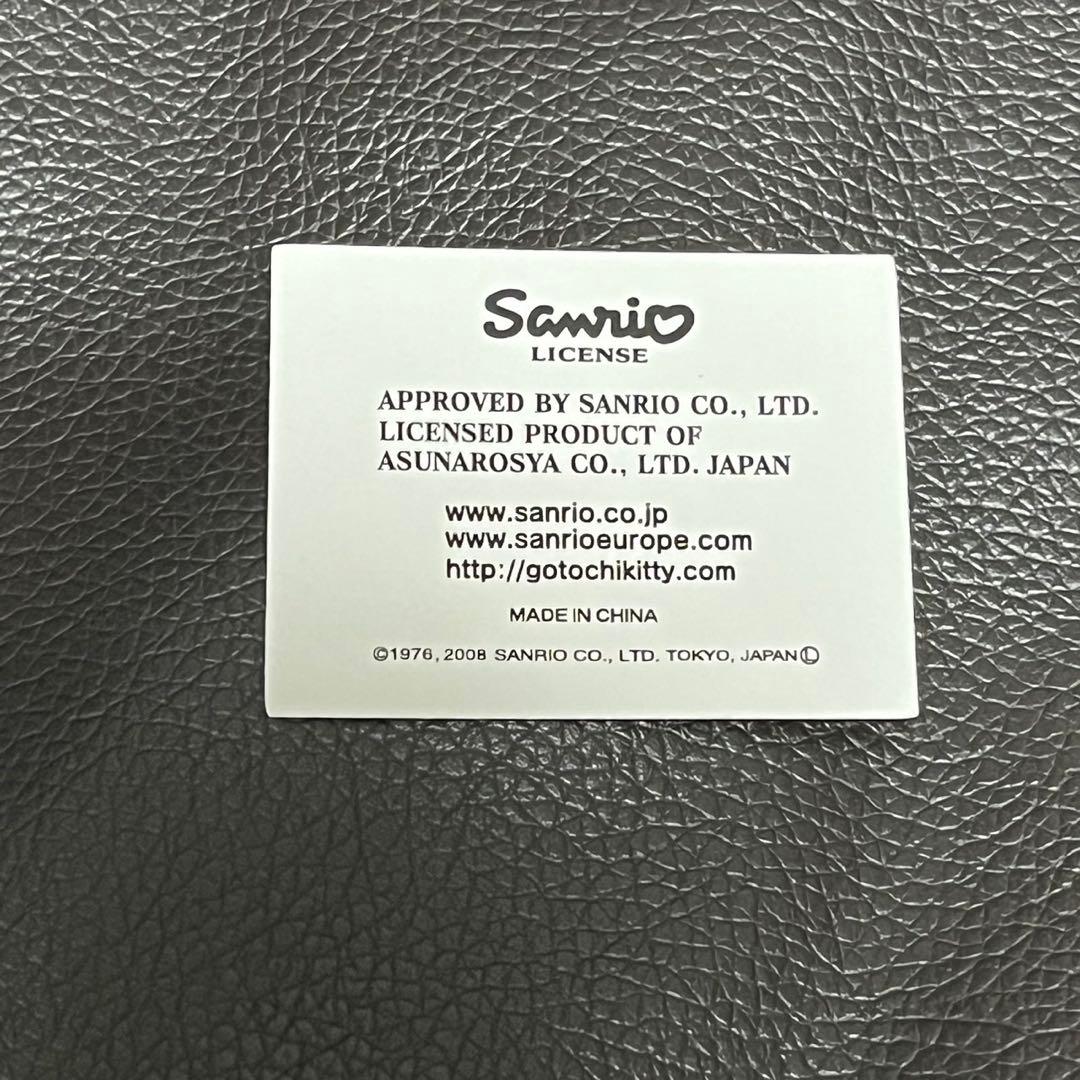 Sanrio
LICENSE
APPROVED BY SANRIO CO., LTD.
LICENSED PRODUCT OF
ASUNAROSYA CO., LTD. JAPAN
www.sanrio.co.jp
www.sanrioeurope.com
http://gotochikitty.com
MADE IN CHINA
©1976, 2008 SANRIO CO., LTD. TOKYO, JAPAN Ⓛ